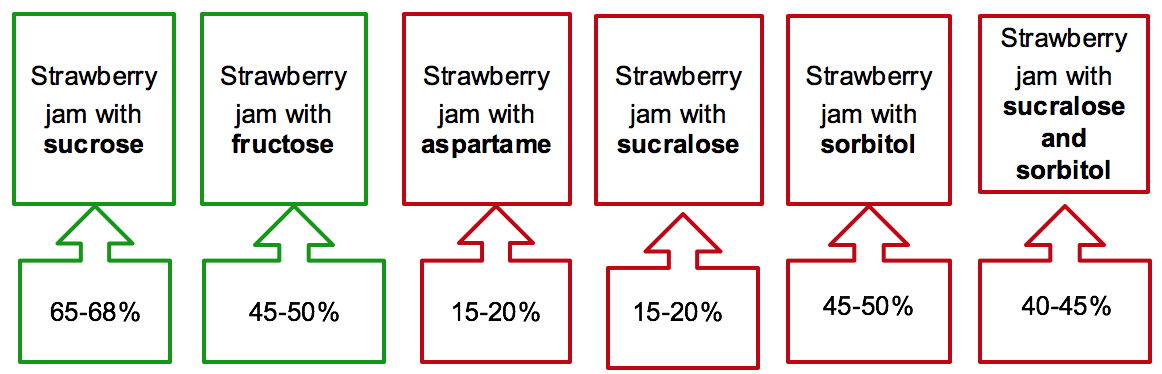 Strawberry
jam with
sucrose
Strawberry
jam with
fructose
Strawberry
jam with
aspartame
Strawberry
jam with
sucralose
Strawberry
jam with
sorbitol
Strawberry
jam with
sucralose
and
sorbitol
65-68%
45-50%
15-20%
15-20%
45-50%
40-45%